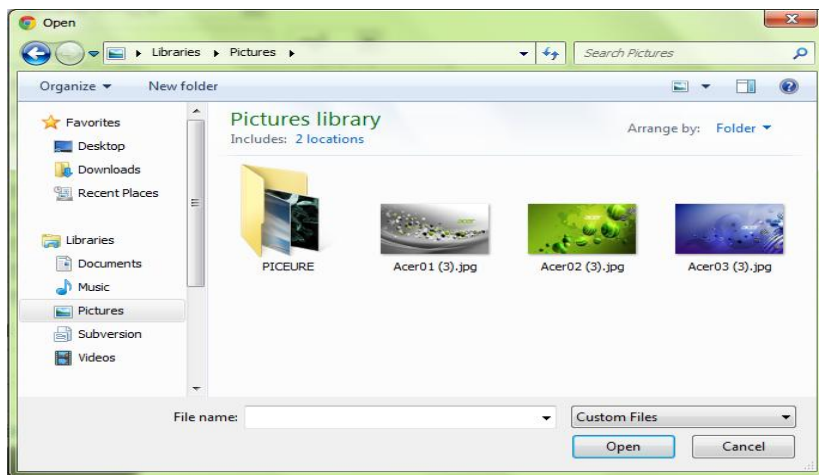 Open
Libraries Pictures
Search Pictures
Organize New folder
Favorites
Desktop
Downloads
Recent Places
Libraries
Documents
Music
Pictures
Subversion
Videos
Pictures library
Includes: 2 locations
Arrange by: Folder
PICEURE
Acer01 (3).jpg
Acer02 (3).jpg
Acer03 (3).jpg
File name:
Custom Files
Open Cancel